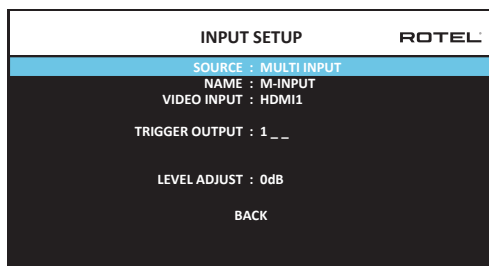 INPUT SETUP ROTEL
SOURCE : MULTI INPUT
NAME : M-INPUT
VIDEO INPUT : HDMI1
TRIGGER OUTPUT : 1 _ _
LEVEL ADJUST : 0dB
BACK